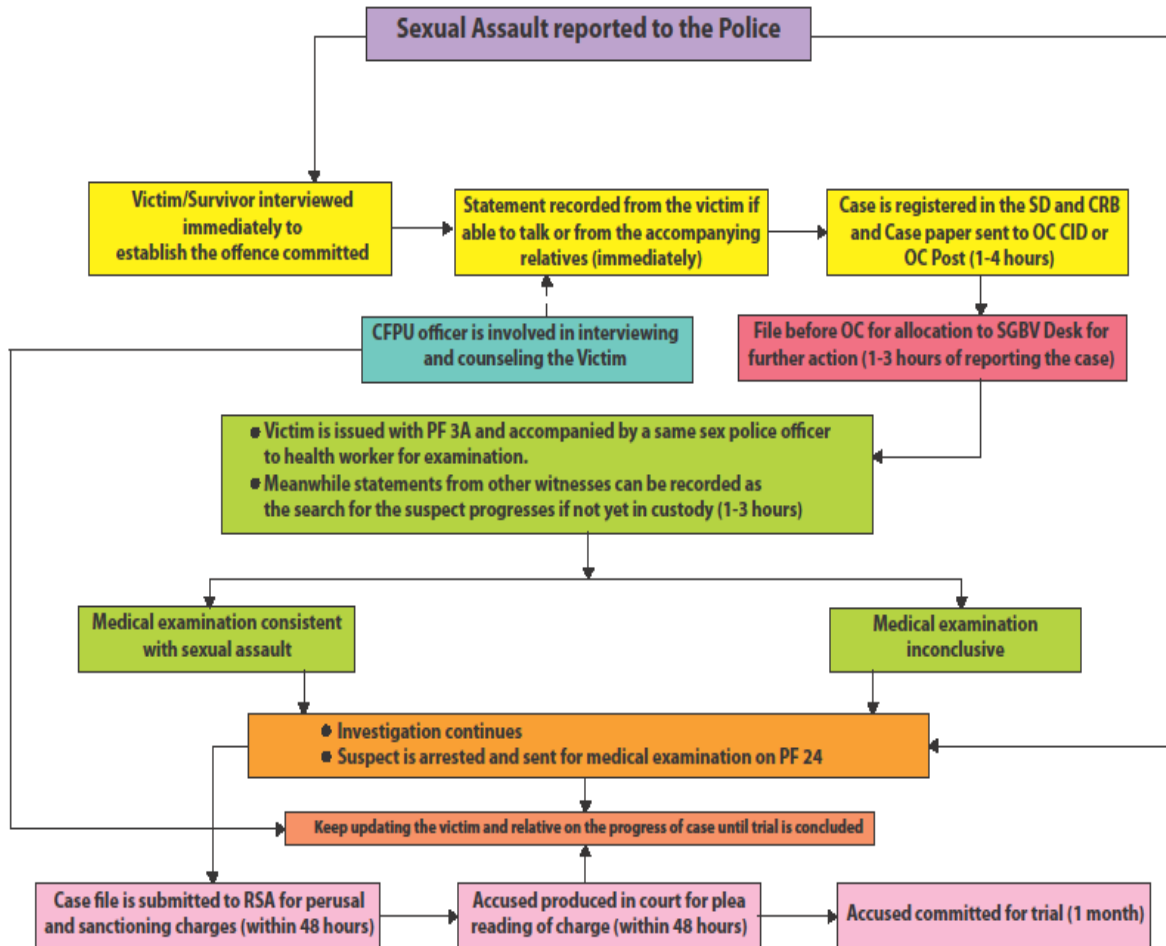 Sexual Assault reported to the Police
Victim/Survivor interviewed
immediately to
establish the offence committed
Statement recorded from the victim if
able to talk or from the accompanying
relatives (immediately)
Case is registered in the SD and CRB
and Case paper sent to OC CID or
OC Post (1-4 hours)
CFPU officer is involved in interviewing
and counseling the Victim
File before OC for allocation to SGBV Desk for
further action (1-3 hours of reporting the case)
• Victim is issued with PF 3A and accompanied by a same sex police officer
to health worker for examination.
• Meanwhile statements from other witnesses can be recorded as
the search for the suspect progresses if not yet in custody (1-3 hours)
Medical examination consistent
with sexual assault
Medical examination
inconclusive
• Investigation continues
• Suspect is arrested and sent for medical examination on PF 24
Keep updating the victim and relative on the progress of case until trial is concluded
Case file is submitted to RSA for perusal
and sanctioning charges (within 48 hours)
Accused produced in court for plea
reading of charge (within 48 hours)
Accused committed for trial (1 month)